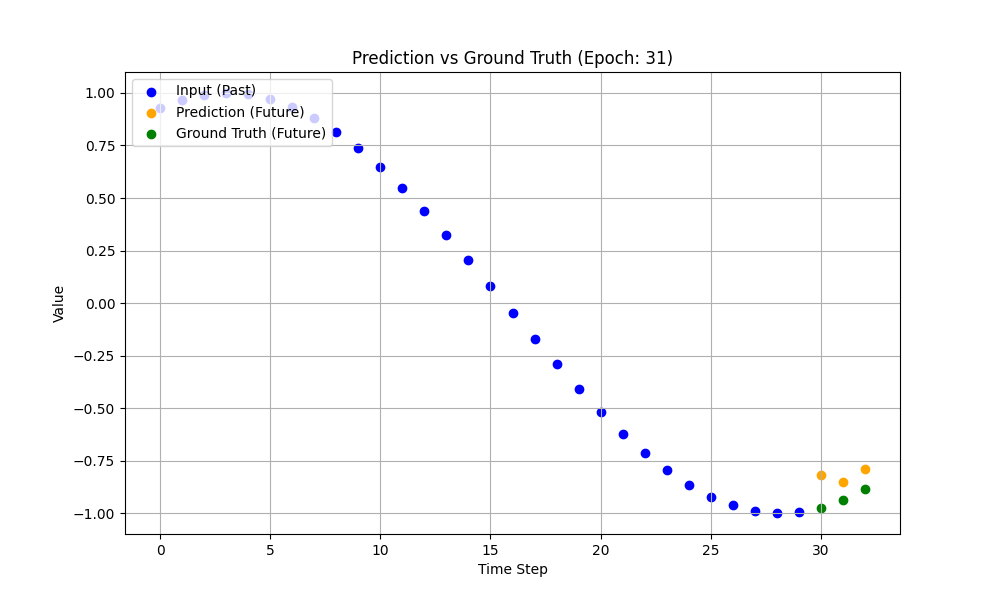 Prediction vs Ground Truth (Epoch: 31)
Input (Past)
Prediction (Future)
Ground Truth (Future)
1.00
0.75
0.50
0.25
0.00
−0.25
−0.50
−0.75
−1.00
Value
0 5 10 15 20 25 30
Time Step